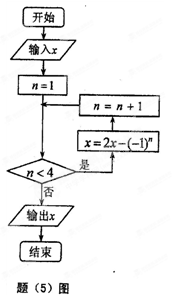 开始
输入x
n=1
n = n + 1
x = 2x-(-1)ⁿ
n<4
是
否
输出x
结束
题（5）图